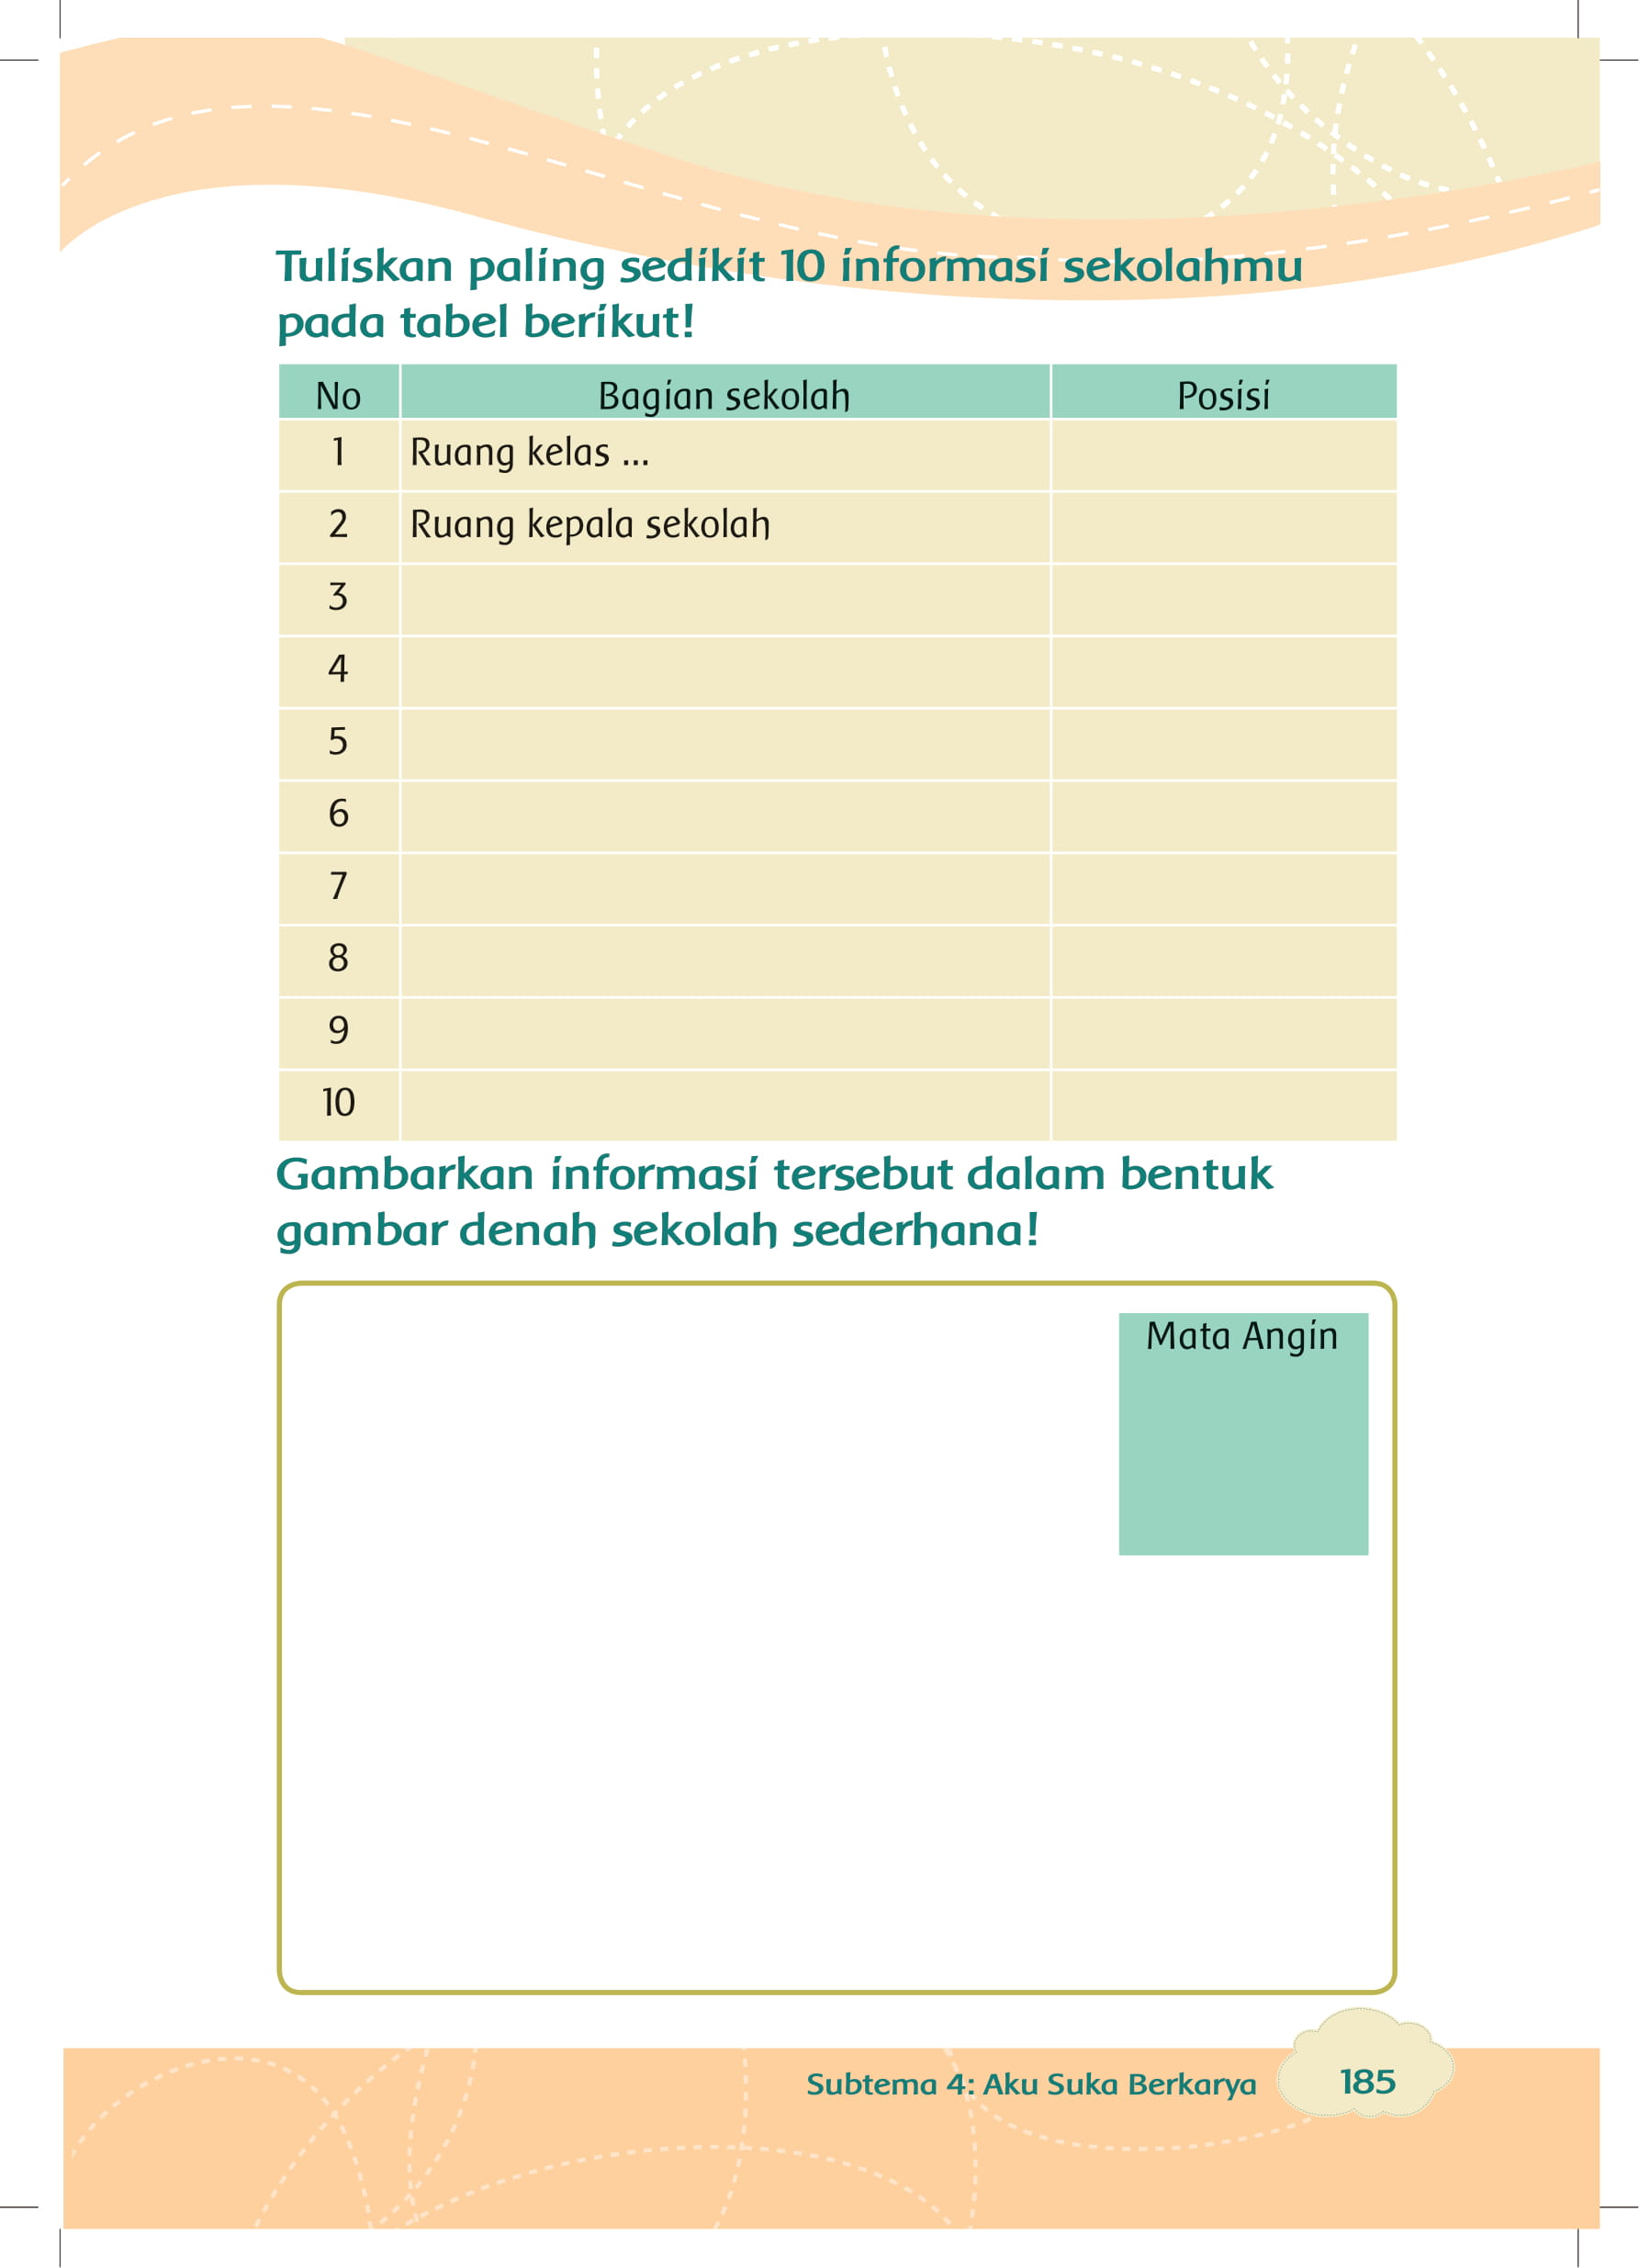 Tuliskan paling sedikit 10 informasi sekolahmu
pada tabel berikut!
No Bagian sekolah Posisi
1 Ruang kelas ...
2 Ruang kepala sekolah
3
4
5
6
7
8
9
10
Gambarkan informasi tersebut dalam bentuk
gambar denah sekolah sederhana!
Mata Angin
Subtema 4: Aku Suka Berkarya 185